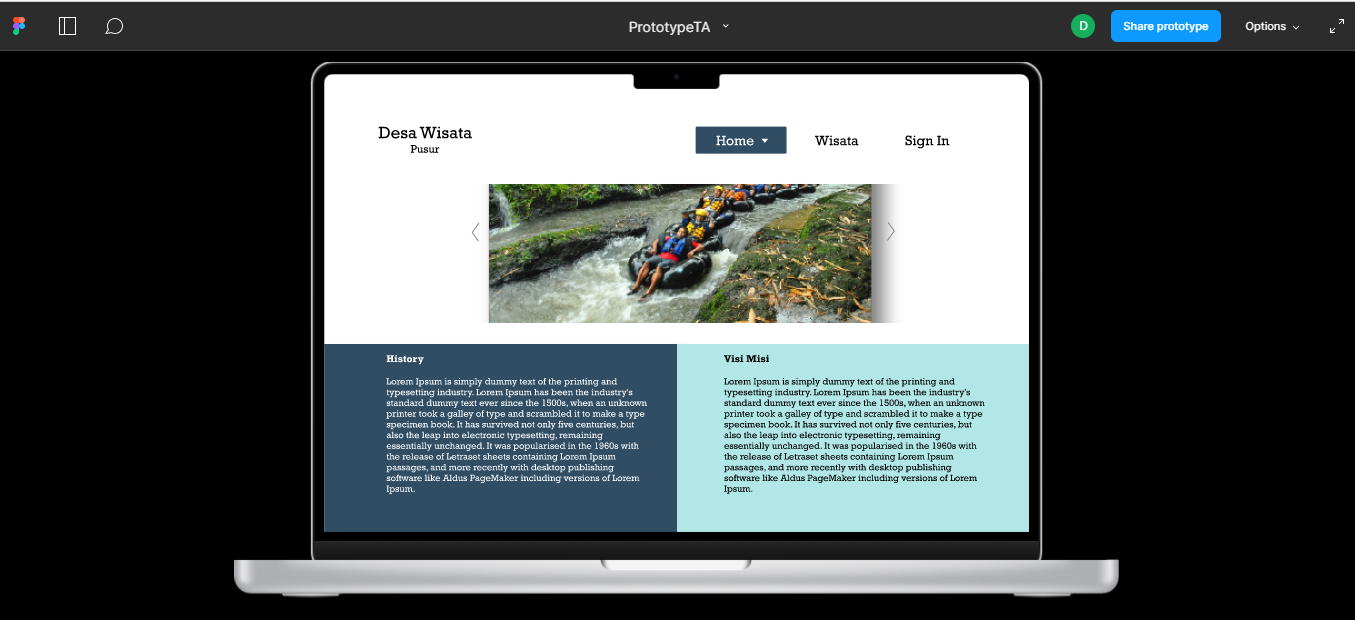 PrototypeTA
D
Share prototype
Options
Desa Wisata
Pusur
Home
Wisata
Sign In
History
Lorem Ipsum is simply dummy text of the printing and
typesetting industry. Lorem Ipsum has been the industry's
standard dummy text ever since the 1500s, when an unknown
printer took a galley of type and scrambled it to make a type
specimen book. It has survived not only five centuries, but
also the leap into electronic typesetting, remaining
essentially unchanged. It was popularised in the 1960s with
the release of Letraset sheets containing Lorem Ipsum
passages, and more recently with desktop publishing
software like Aldus PageMaker including versions of Lorem
Ipsum.
Visi Misi
Lorem Ipsum is simply dummy text of the printing and
typesetting industry. Lorem Ipsum has been the industry's
standard dummy text ever since the 1500s, when an unknown
printer took a galley of type and scrambled it to make a type
specimen book. It has survived not only five centuries, but
also the leap into electronic typesetting, remaining
essentially unchanged. It was popularised in the 1960s with
the release of Letraset sheets containing Lorem Ipsum
passages, and more recently with desktop publishing
software like Aldus PageMaker including versions of Lorem
Ipsum.